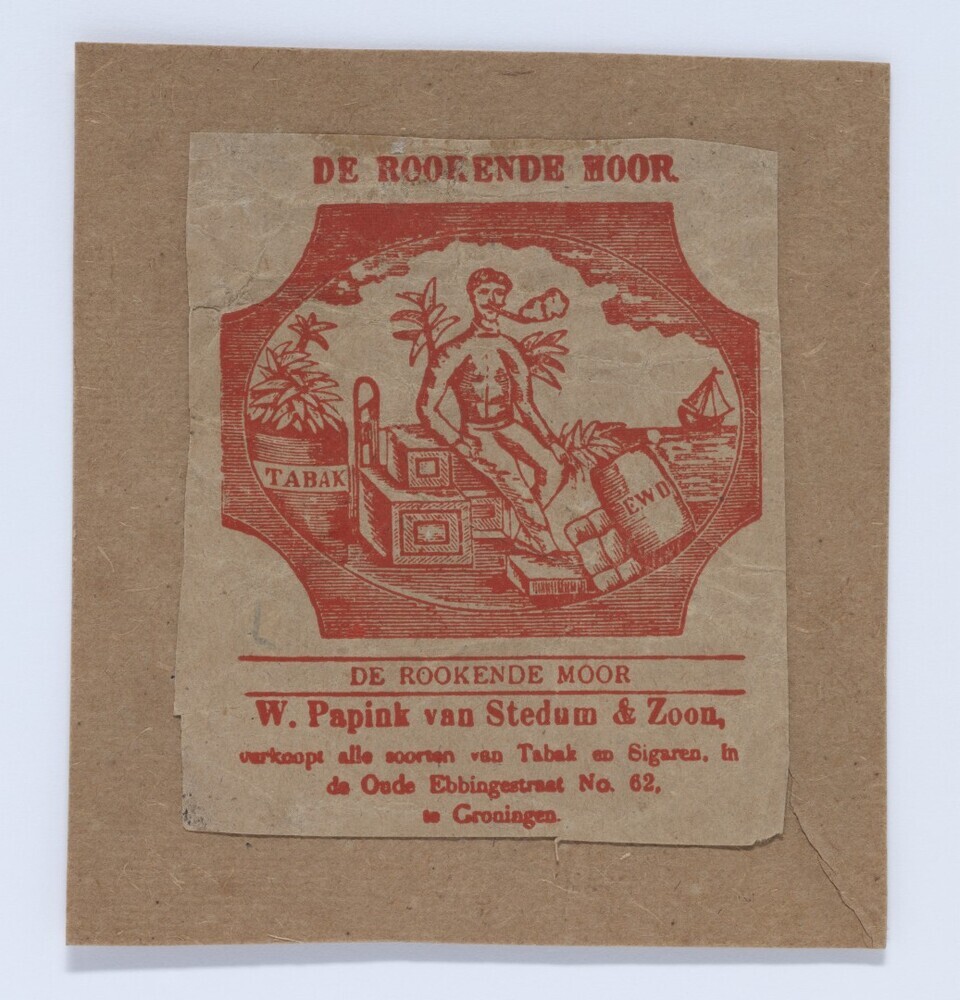 DE ROOKENDE MOOR.
TABAK
E.W.D
DE ROOKENDE MOOR
W. Papink van Stedum & Zoon,
verkoopt alle soorten van Tabak en Sigaren, in
de Oude Ebbingestraat No. 62,
te Groningen.